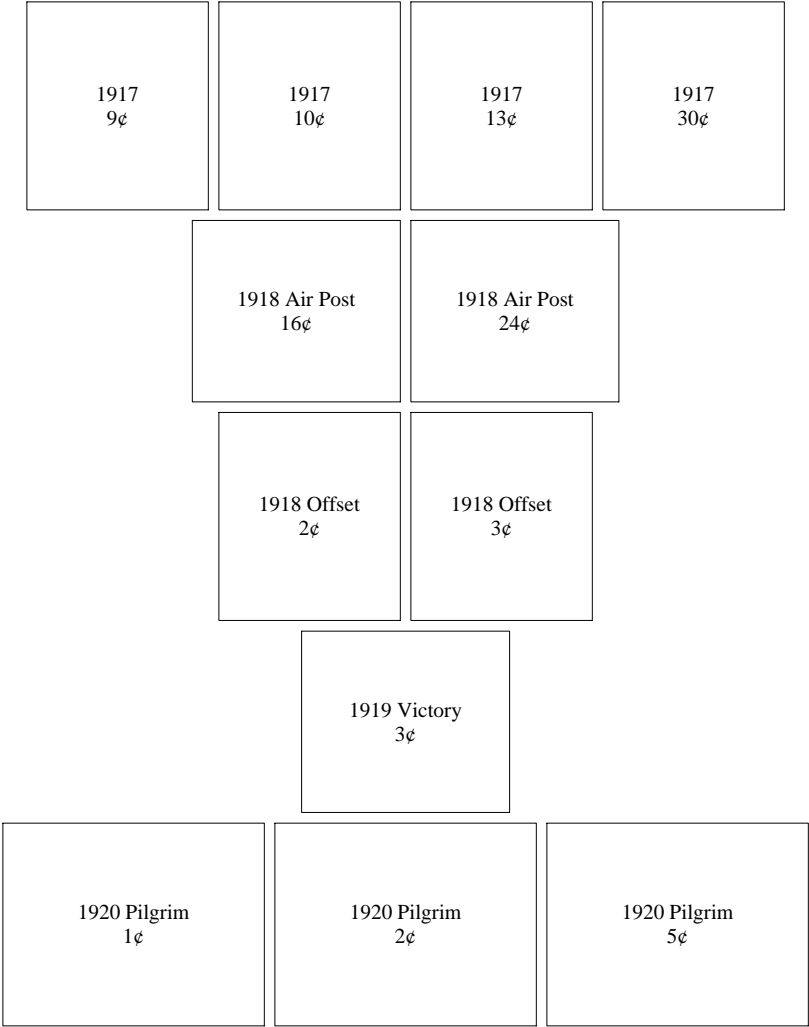 1917
9¢
1917
10¢
1917
13¢
1917
30¢
1918 Air Post
16¢
1918 Air Post
24¢
1918 Offset
2¢
1918 Offset
3¢
1919 Victory
3¢
1920 Pilgrim
1¢
1920 Pilgrim
2¢
1920 Pilgrim
5¢